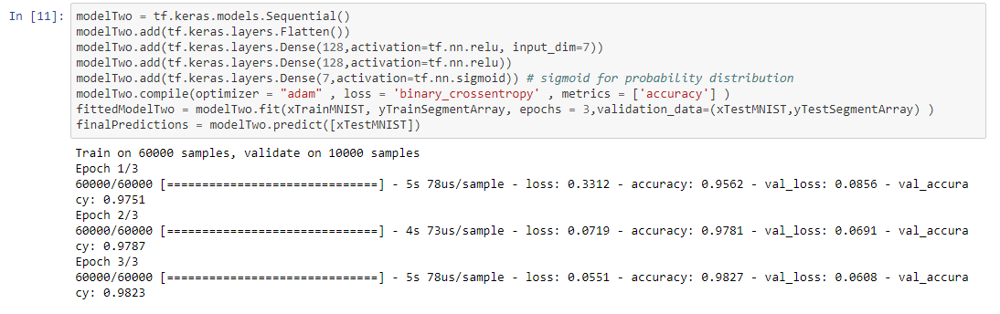 In [11]: modelTwo = tf.keras.models.Sequential()
modelTwo.add(tf.keras.layers.Flatten())
modelTwo.add(tf.keras.layers.Dense(128,activation=tf.nn.relu, input_dim=7))
modelTwo.add(tf.keras.layers.Dense(128,activation=tf.nn.relu))
modelTwo.add(tf.keras.layers.Dense(7,activation=tf.nn.sigmoid)) # sigmoid for probability distribution
modelTwo.compile(optimizer = "adam" , loss = 'binary_crossentropy' , metrics = ['accuracy'] )
fittedModelTwo = modelTwo.fit(xTrainMNIST, yTrainSegmentArray, epochs = 3,validation_data=(xTestMNIST,yTestSegmentArray) )
finalPredictions = modelTwo.predict([xTestMNIST])
Train on 60000 samples, validate on 10000 samples
Epoch 1/3
60000/60000 [==============================] - 5s 78us/sample - loss: 0.3312 - accuracy: 0.9562 - val_loss: 0.0856 - val_accura
cy: 0.9751
Epoch 2/3
60000/60000 [==============================] - 4s 73us/sample - loss: 0.0719 - accuracy: 0.9781 - val_loss: 0.0691 - val_accura
cy: 0.9787
Epoch 3/3
60000/60000 [==============================] - 5s 78us/sample - loss: 0.0551 - accuracy: 0.9827 - val_loss: 0.0608 - val_accura
cy: 0.9823